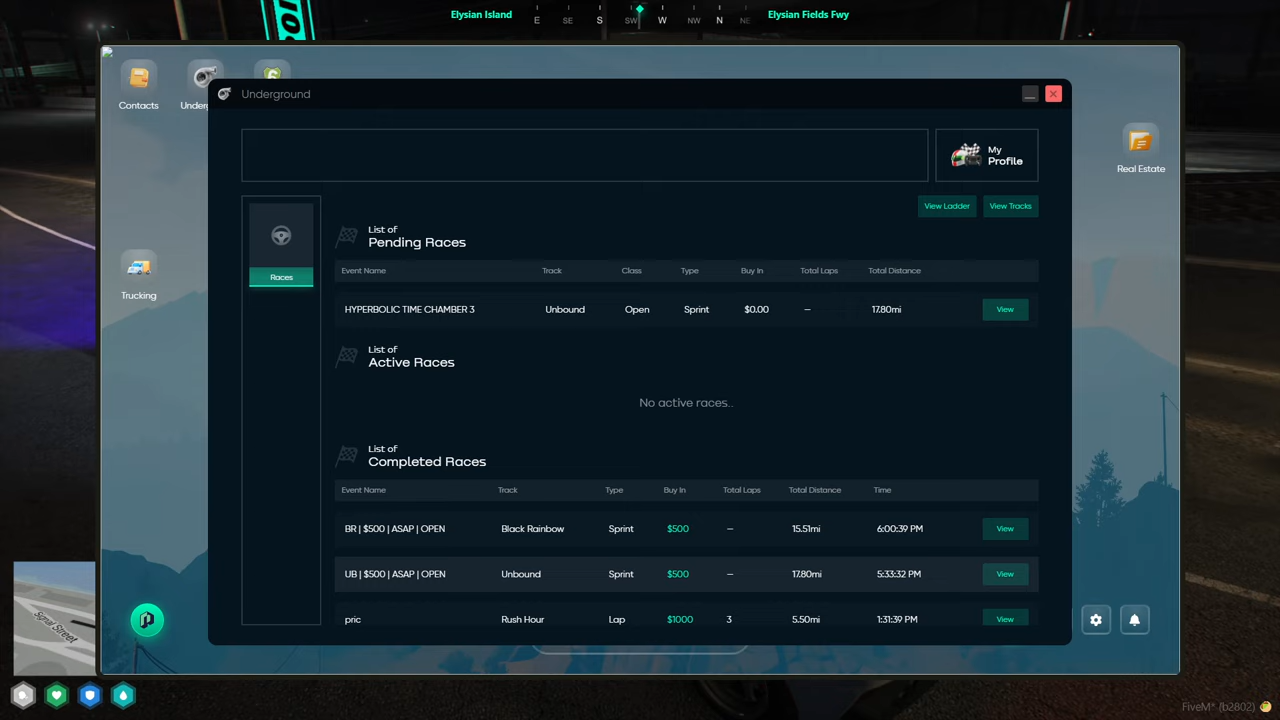 Elysian Island
E SE S SW W NW N NE
Elysian Fields Fwy
Contacts
Underg
Underground
My
Profile
Real Estate
View Ladder
View Tracks
Races
Trucking
List of
Pending Races
Event Name Track Class Type Buy In Total Laps Total Distance
HYPERBOLIC TIME CHAMBER 3 Unbound Open Sprint $0.00 — 17.80mi View
List of
Active Races
No active races..
List of
Completed Races
Event Name Track Type Buy In Total Laps Total Distance Time
BR | $500 | ASAP | OPEN Black Rainbow Sprint $500 — 15.51mi 6:00:39 PM View
UB | $500 | ASAP | OPEN Unbound Sprint $500 — 17.80mi 5:33:32 PM View
pric Rush Hour Lap $1000 3 5.50mi 1:31:39 PM View
Signal Street
FiveM* (b2802)